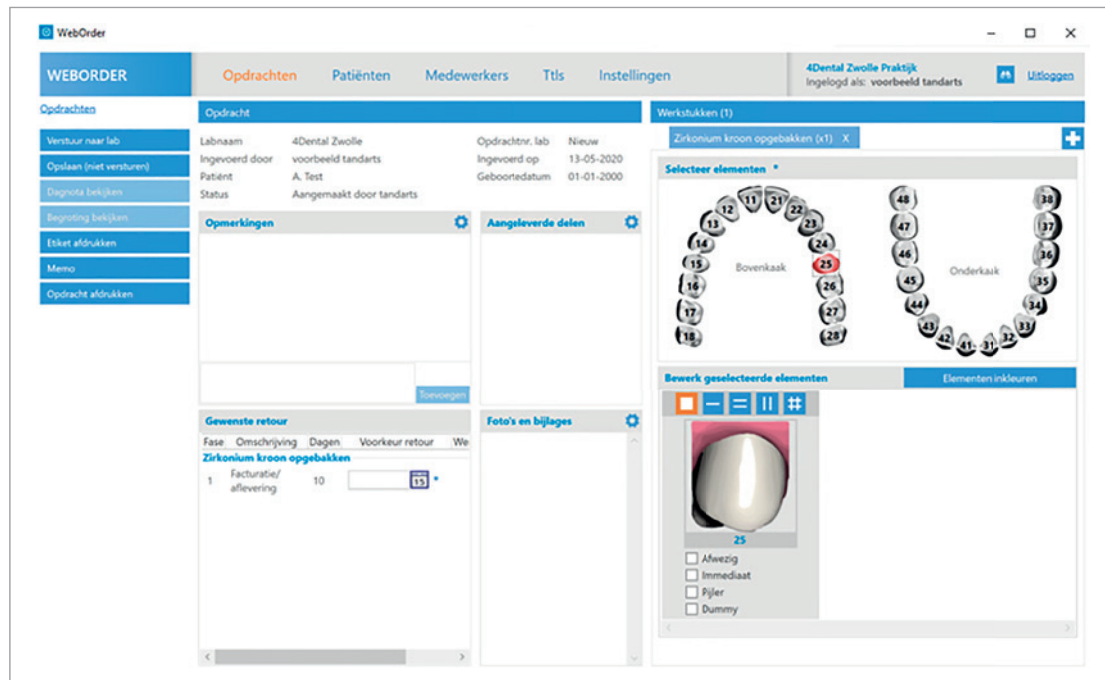 WebOrder
WEBORDER
Opdrachten Patiënten Medewerkers Ttls Instellingen
4Dental Zwolle Praktijk
Ingelogd als: voorbeeld tandarts
Uitloggen
Opdrachten
Verstuur naar lab
Opslaan (niet versturen)
Dagnota bekijken
Begroting bekijken
Etiket afdrukken
Memo
Opdracht afdrukken
Opdracht
Labnaam 4Dental Zwolle Opdrachtnr. lab Nieuw
Ingevoerd door voorbeeld tandarts Ingevoerd op 13-05-2020
Patiënt A. Test Geboortedatum 01-01-2000
Status Aangemaakt door tandarts
Opmerkingen
Toevoegen
Aangeleverde delen
Gewenste retour
Fase Omschrijving Dagen Voorkeur retour We
Zirkonium kroon opgebakken
1 Facturatie/ aflevering 10 15 *
Foto's en bijlages
Werkstukken (1)
Zirkonium kroon opgebakken (x1) X
Selecteer elementen *
11 21
12 22
13 23
14 24
15 25
16 26
17 27
18 28
Bovenkaak
48 38
47 37
46 36
45 35
44 34
43 33
42 41 31 32
Onderkaak
Bewerk geselecteerde elementen
Elementen inkleuren
25
Afwezig
Immediaat
Pijler
Dummy